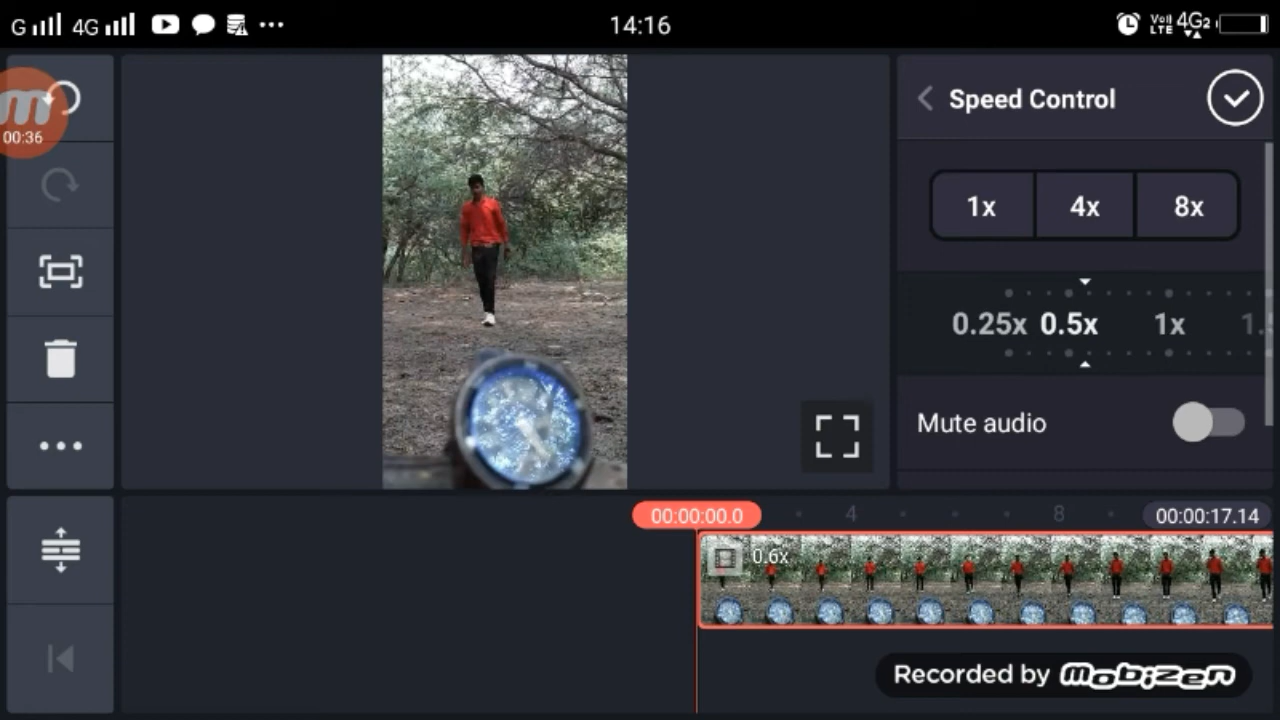 G 4G 14:16 VoII LTE 4G2
00:36
Speed Control
1x 4x 8x
0.25x 0.5x 1x
Mute audio
00:00:00.0 4 8 00:00:17.14
0.6x
Recorded by mobizen